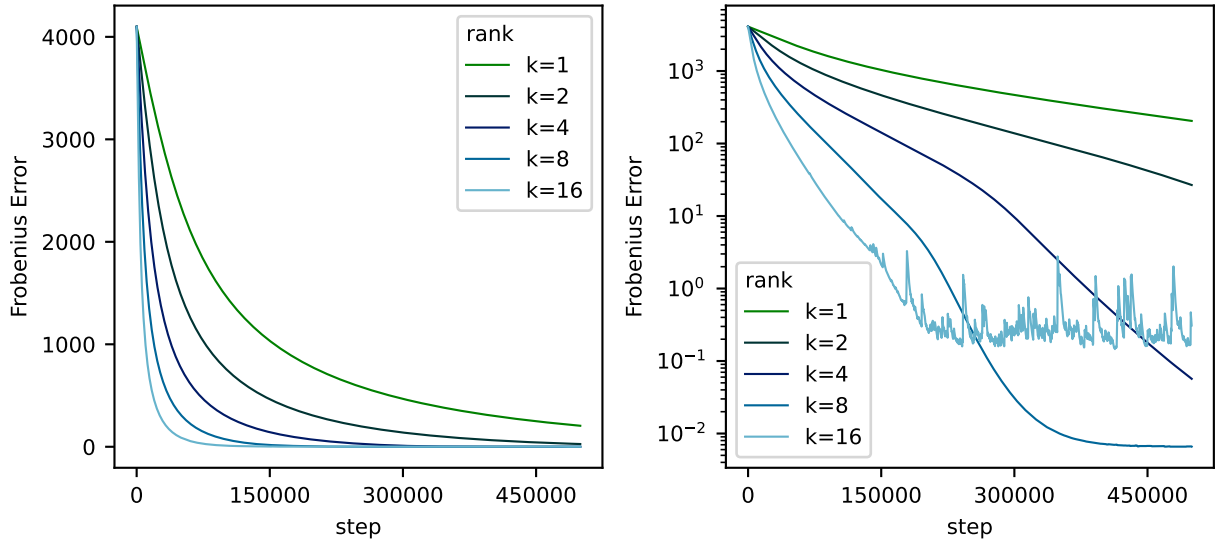 Frobenius Error
4000
3000
2000
1000
0
0
150000
300000
450000
step
rank
k=1
k=2
k=4
k=8
k=16
Frobenius Error
10³
10²
10¹
10⁰
10⁻¹
10⁻²
0
150000
300000
450000
step
rank
k=1
k=2
k=4
k=8
k=16